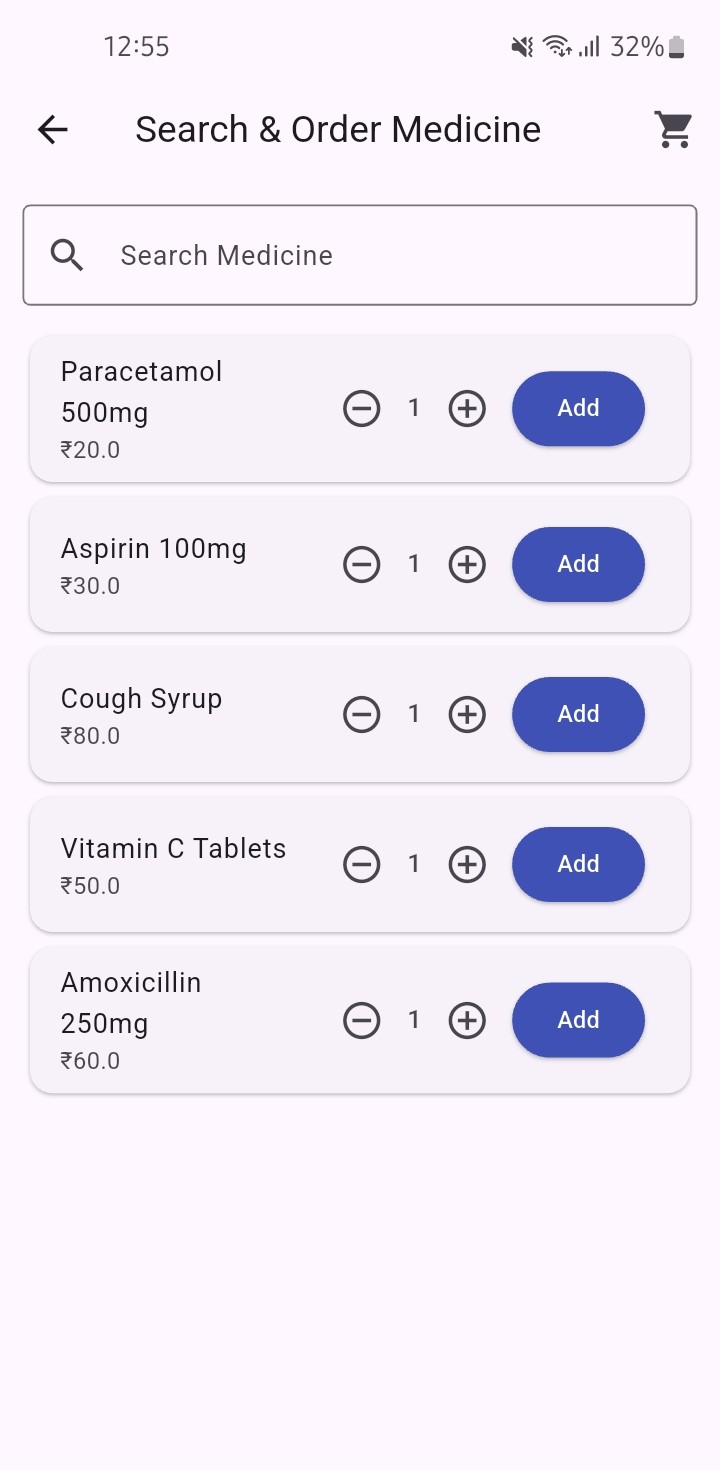 12:55
32%
Search & Order Medicine
Search Medicine
Paracetamol
500mg
₹20.0
1
Add
Aspirin 100mg
₹30.0
1
Add
Cough Syrup
₹80.0
1
Add
Vitamin C Tablets
₹50.0
1
Add
Amoxicillin
250mg
₹60.0
1
Add